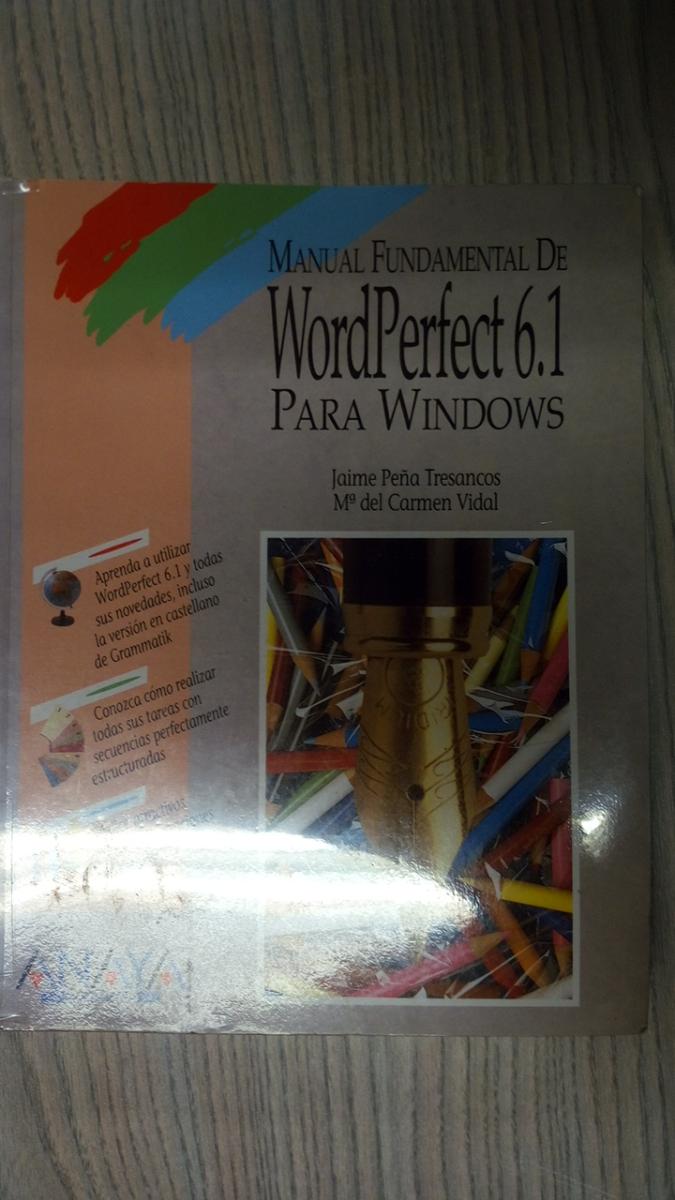 MANUAL FUNDAMENTAL DE
WordPerfect 6.1
PARA WINDOWS
Jaime Peña Tresancos
Mª del Carmen Vidal
Aprenda a utilizar
WordPerfect 6.1 y todas
sus novedades, incluso
la versión en castellano
de Grammatik
Conozca cómo realizar
todas sus tareas con
secuencias perfectamente
estructuradas
ANAYA